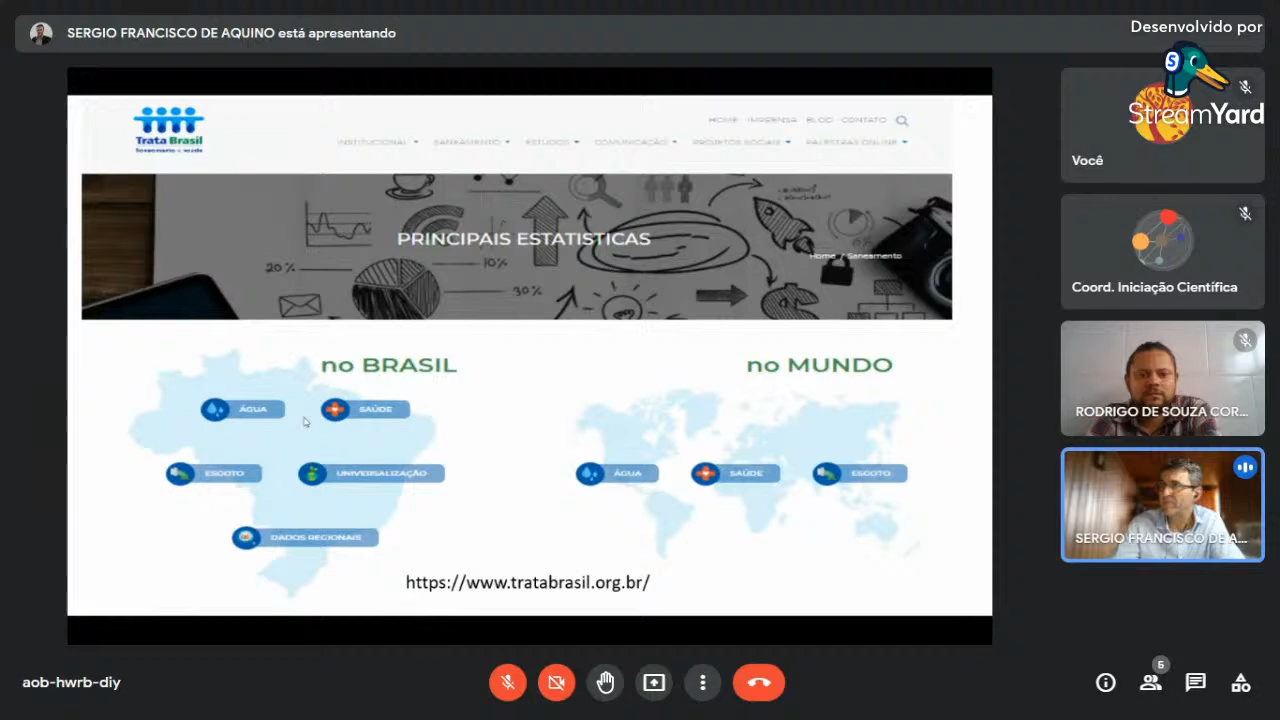 SERGIO FRANCISCO DE AQUINO está apresentando
Desenvolvido por
StreamYard
Trata Brasil
Saneamento é saúde
HOME IMPRENSA BLOG CONTATO
INSTITUCIONAL SANEAMENTO ESTUDOS COMUNICAÇÃO PROJETOS SOCIAIS PALESTRAS ONLINE
PRINCIPAIS ESTATISTICAS
Home / Saneamento
20%
10%
30%
no BRASIL
no MUNDO
ÁGUA
SAÚDE
ESGOTO
UNIVERSALIZAÇÃO
DADOS REGIONAIS
ÁGUA
SAÚDE
ESGOTO
https://www.tratabrasil.org.br/
Você
Coord. Iniciação Científica
RODRIGO DE SOUZA COR...
SERGIO FRANCISCO DE A...
aob-hwrb-diy
5